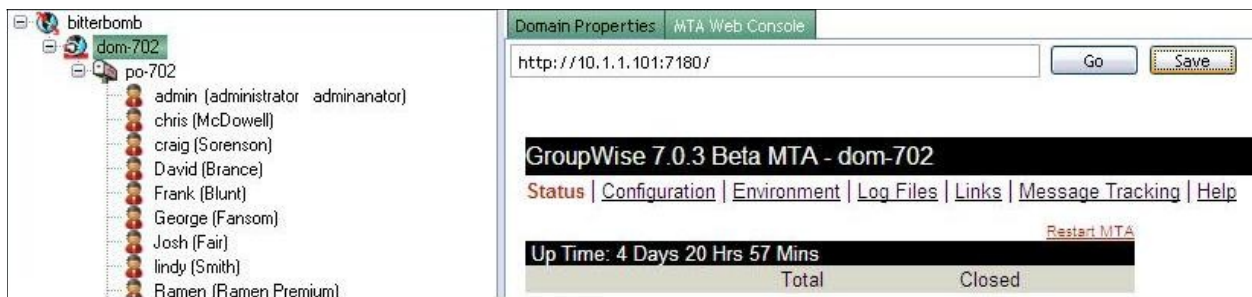 bitterbomb
dom-702
po-702
admin (administrator adminanator)
chris (McDowell)
craig (Sorenson)
David (Brance)
Frank (Blunt)
George (Fansom)
Josh (Fair)
lindy (Smith)
Ramen (Ramen Premium)
Domain Properties MTA Web Console
http://10.1.1.101:7180/ Go Save
GroupWise 7.0.3 Beta MTA - dom-702
Status | Configuration | Environment | Log Files | Links | Message Tracking | Help
Restart MTA
Up Time: 4 Days 20 Hrs 57 Mins
Total Closed